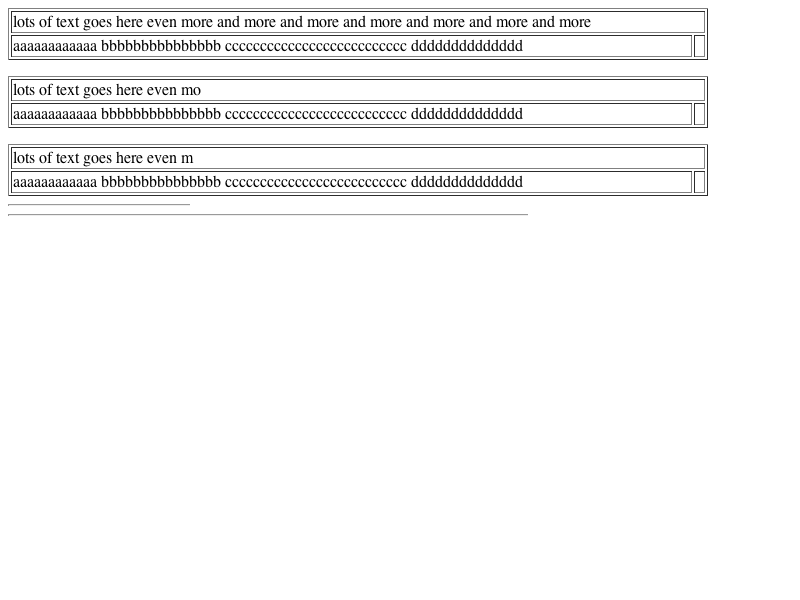 lots of text goes here even more and more and more and more and more and more and more
aaaaaaaaaaaa bbbbbbbbbbbbbbb cccccccccccccccccccccccccc dddddddddddddd
lots of text goes here even mo
aaaaaaaaaaaa bbbbbbbbbbbbbbb cccccccccccccccccccccccccc dddddddddddddd
lots of text goes here even m
aaaaaaaaaaaa bbbbbbbbbbbbbbb cccccccccccccccccccccccccc dddddddddddddd